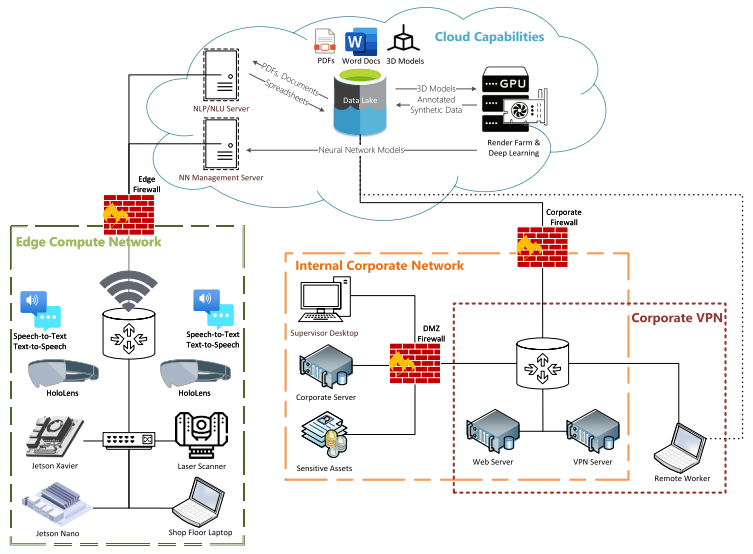 Cloud Capabilities
PDFs
Word Docs
3D Models
W
PDFs, Documents
Spreadsheets
NLP/NLU Server
Data Lake
3D Models
Annotated
Synthetic Data
GPU
Render Farm &
Deep Learning
Neural Network Models
NN Management Server
Edge
Firewall
Corporate
Firewall
Edge Compute Network
Speech-to-Text
Text-to-Speech
Speech-to-Text
Text-to-Speech
HoloLens
HoloLens
Jetson Xavier
Laser Scanner
Jetson Nano
Shop Floor Laptop
Internal Corporate Network
Supervisor Desktop
DMZ
Firewall
Corporate Server
Sensitive Assets
Corporate VPN
Web Server
VPN Server
Remote Worker